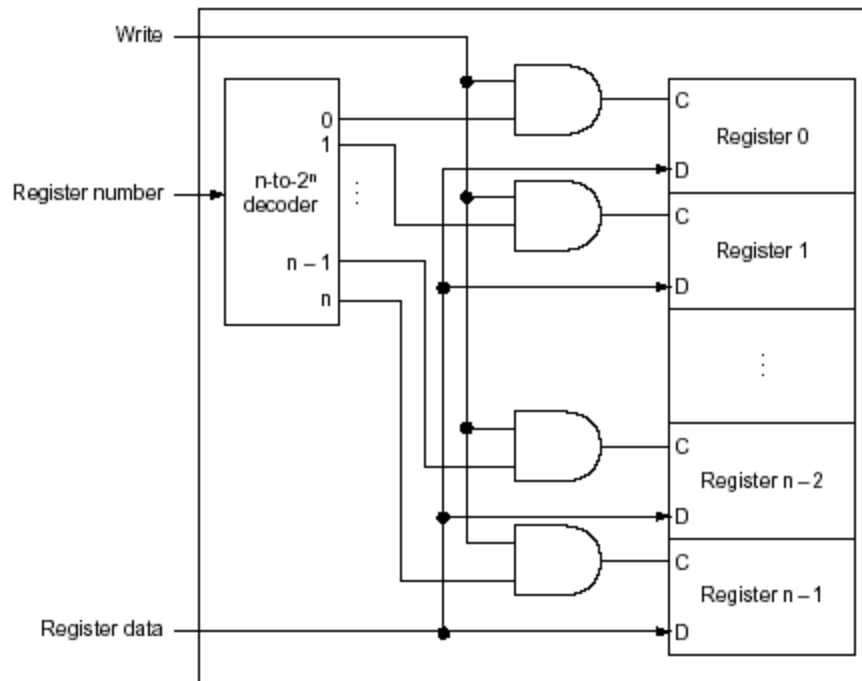 Write
C
0
Register 0
1
D
Register number
n-to-2ⁿ
decoder
⋮
C
Register 1
n – 1
D
n
⋮
C
Register n – 2
D
C
Register n – 1
Register data
D